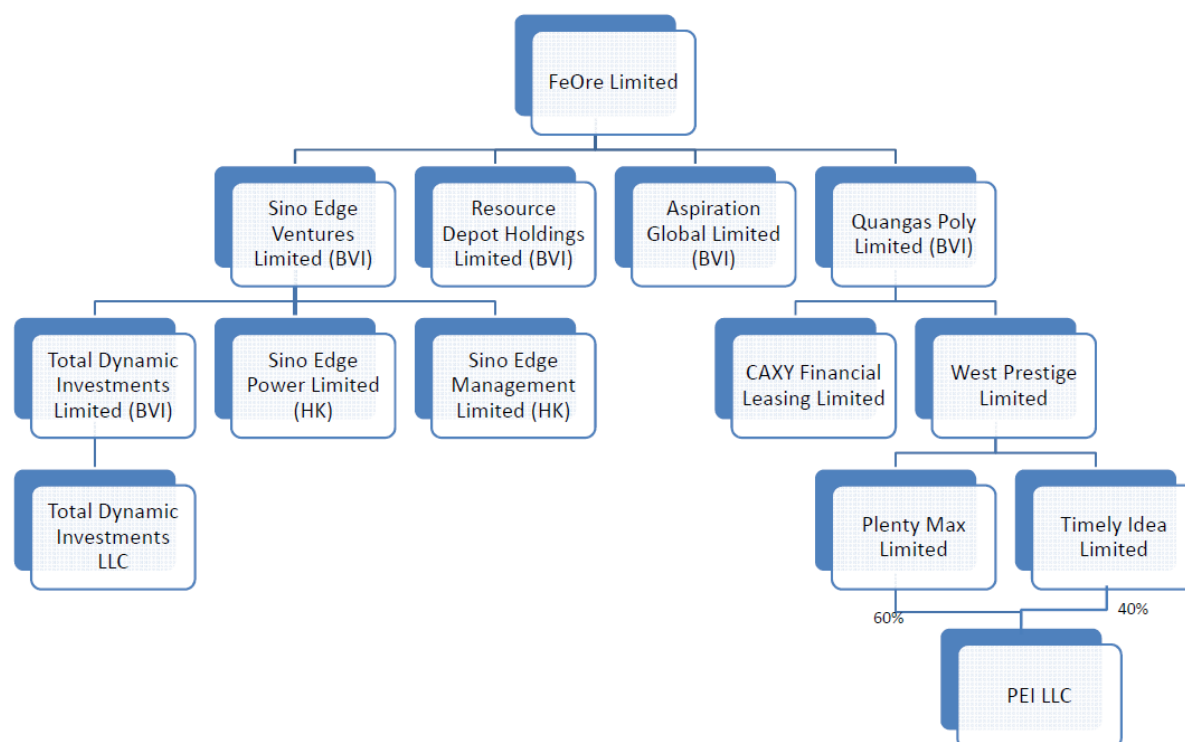 FeOre Limited
Sino Edge
Ventures
Limited (BVI)
Resource
Depot Holdings
Limited (BVI)
Aspiration
Global Limited
(BVI)
Quangas Poly
Limited (BVI)
Total Dynamic
Investments
Limited (BVI)
Sino Edge
Power Limited
(HK)
Sino Edge
Management
Limited (HK)
CAXY Financial
Leasing Limited
West Prestige
Limited
Total Dynamic
Investments
LLC
Plenty Max
Limited
Timely Idea
Limited
60%
40%
PEI LLC